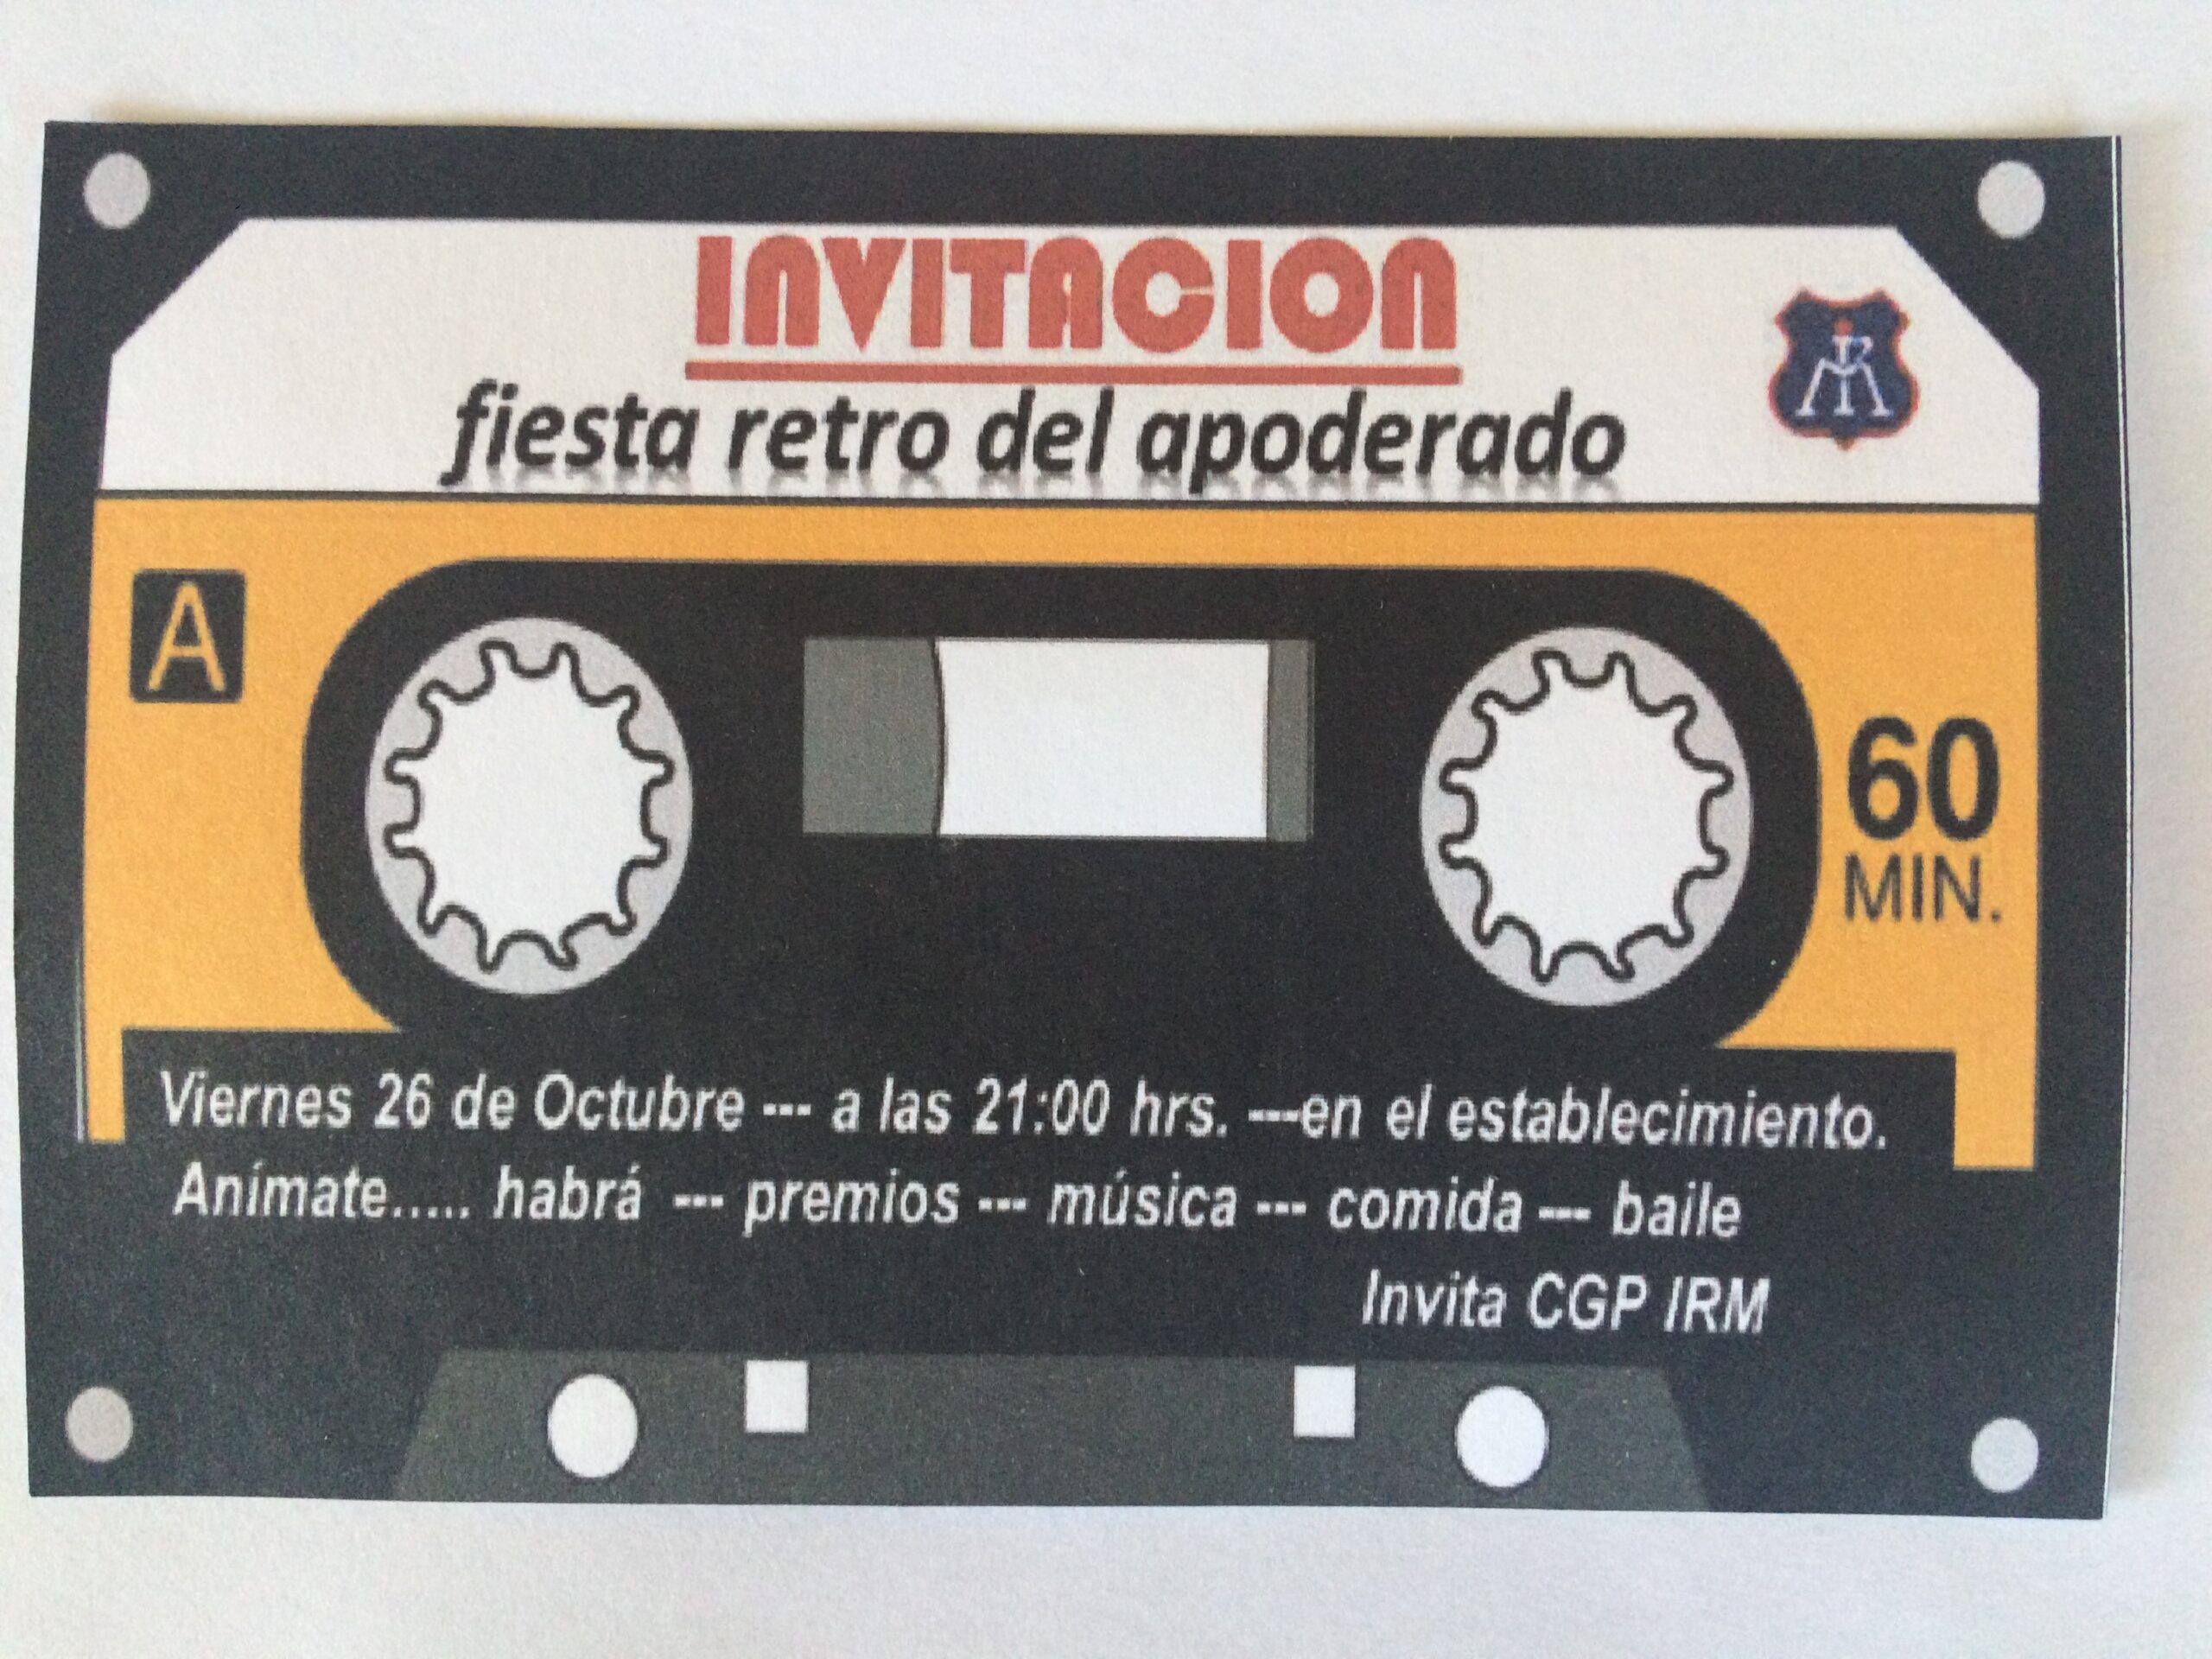 INVITACION
fiesta retro del apoderado
A
60
MIN.
Viernes 26 de Octubre --- a las 21:00 hrs. ---en el establecimiento.
Anímate..... habrá --- premios --- música --- comida --- baile
Invita CGP IRM